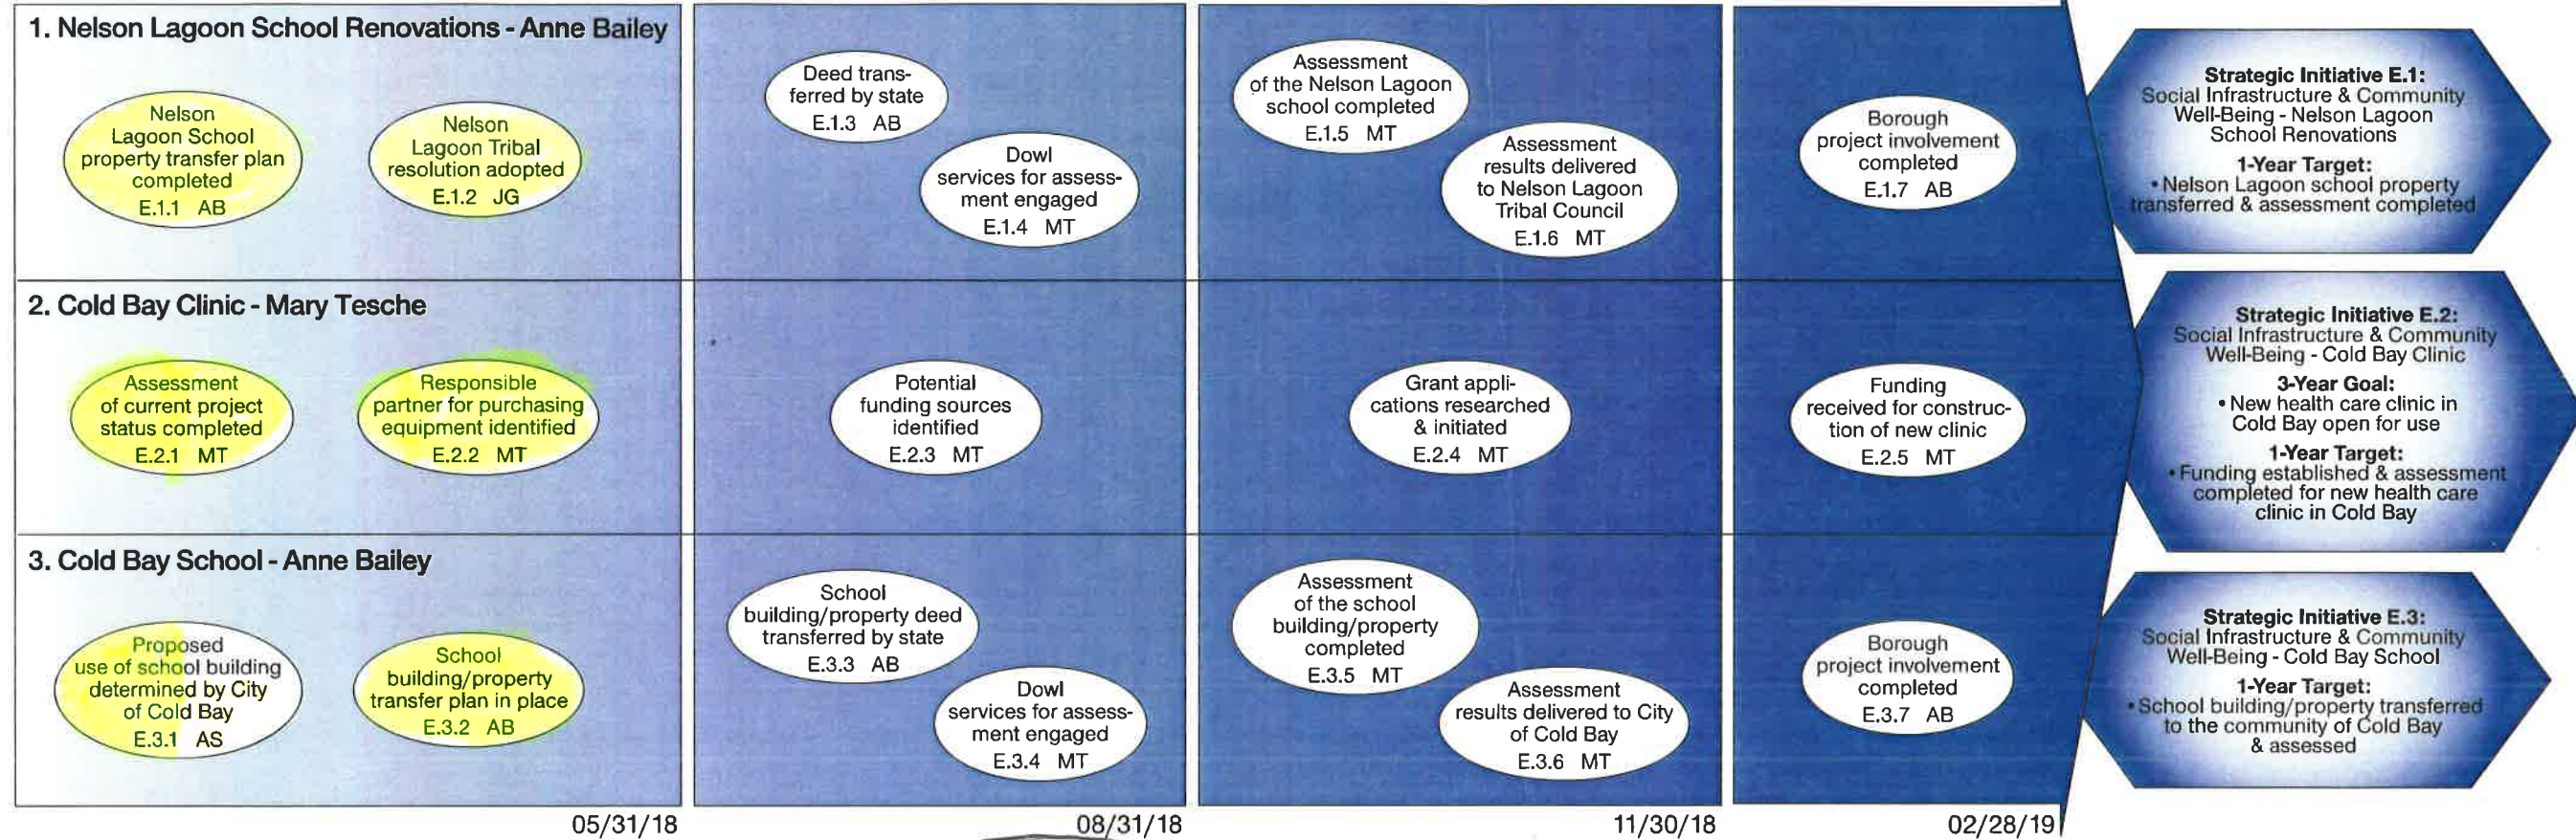 1. Nelson Lagoon School Renovations - Anne Bailey
Nelson
Lagoon School
property transfer plan
completed
E.1.1 AB
Nelson
Lagoon Tribal
resolution adopted
E.1.2 JG
Deed trans-
ferred by state
E.1.3 AB
Dowl
services for assess-
ment engaged
E.1.4 MT
Assessment
of the Nelson Lagoon
school completed
E.1.5 MT
Assessment
results delivered
to Nelson Lagoon
Tribal Council
E.1.6 MT
Borough
project involvement
completed
E.1.7 AB
Strategic Initiative E.1:
Social Infrastructure & Community
Well-Being - Nelson Lagoon
School Renovations
1-Year Target:
• Nelson Lagoon school property
transferred & assessment completed
2. Cold Bay Clinic - Mary Tesche
Assessment
of current project
status completed
E.2.1 MT
Responsible
partner for purchasing
equipment identified
E.2.2 MT
Potential
funding sources
identified
E.2.3 MT
Grant appli-
cations researched
& initiated
E.2.4 MT
Funding
received for construc-
tion of new clinic
E.2.5 MT
Strategic Initiative E.2:
Social Infrastructure & Community
Well-Being - Cold Bay Clinic
3-Year Goal:
• New health care clinic in
Cold Bay open for use
1-Year Target:
• Funding established & assessment
completed for new health care
clinic in Cold Bay
3. Cold Bay School - Anne Bailey
Proposed
use of school building
determined by City
of Cold Bay
E.3.1 AS
School
building/property
transfer plan in place
E.3.2 AB
School
building/property deed
transferred by state
E.3.3 AB
Dowl
services for assess-
ment engaged
E.3.4 MT
Assessment
of the school
building/property
completed
E.3.5 MT
Assessment
results delivered to City
of Cold Bay
E.3.6 MT
Borough
project involvement
completed
E.3.7 AB
Strategic Initiative E.3:
Social Infrastructure & Community
Well-Being - Cold Bay School
1-Year Target:
• School building/property transferred
to the community of Cold Bay
& assessed
05/31/18
08/31/18
11/30/18
02/28/19